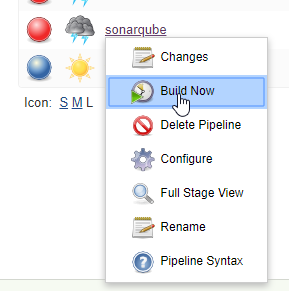 sonarqube
Changes
Build Now
Delete Pipeline
Configure
Full Stage View
Rename
Pipeline Syntax
Icon: S M L